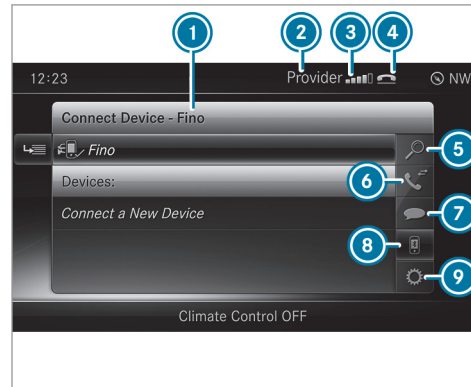 1
2
3
4
12:23
Provider
NW
Connect Device - Fino
Fino
5
Devices:
6
Connect a New Device
7
8
9
Climate Control OFF